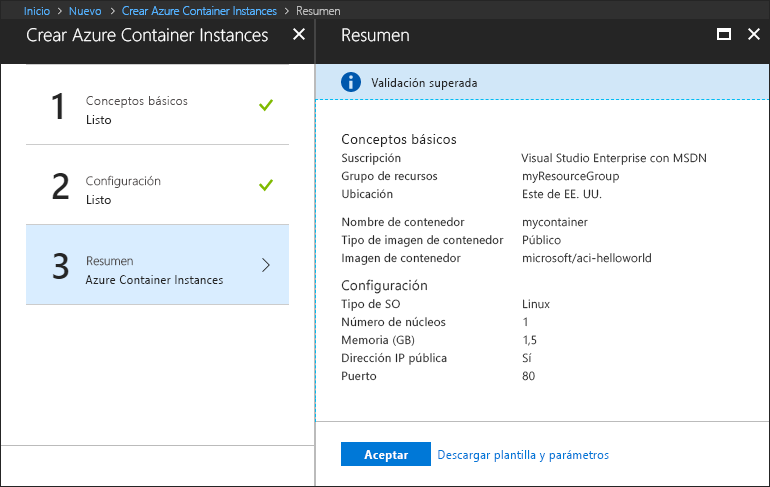 Inicio > Nuevo > Crear Azure Container Instances > Resumen
Crear Azure Container Instances
1 Conceptos básicos
Listo
2 Configuración
Listo
3 Resumen
Azure Container Instances
Resumen
Validación superada
Conceptos básicos
Suscripción Visual Studio Enterprise con MSDN
Grupo de recursos myResourceGroup
Ubicación Este de EE. UU.
Nombre de contenedor mycontainer
Tipo de imagen de contenedor Público
Imagen de contenedor microsoft/aci-helloworld
Configuración
Tipo de SO Linux
Número de núcleos 1
Memoria (GB) 1,5
Dirección IP pública Sí
Puerto 80
Aceptar Descargar plantilla y parámetros